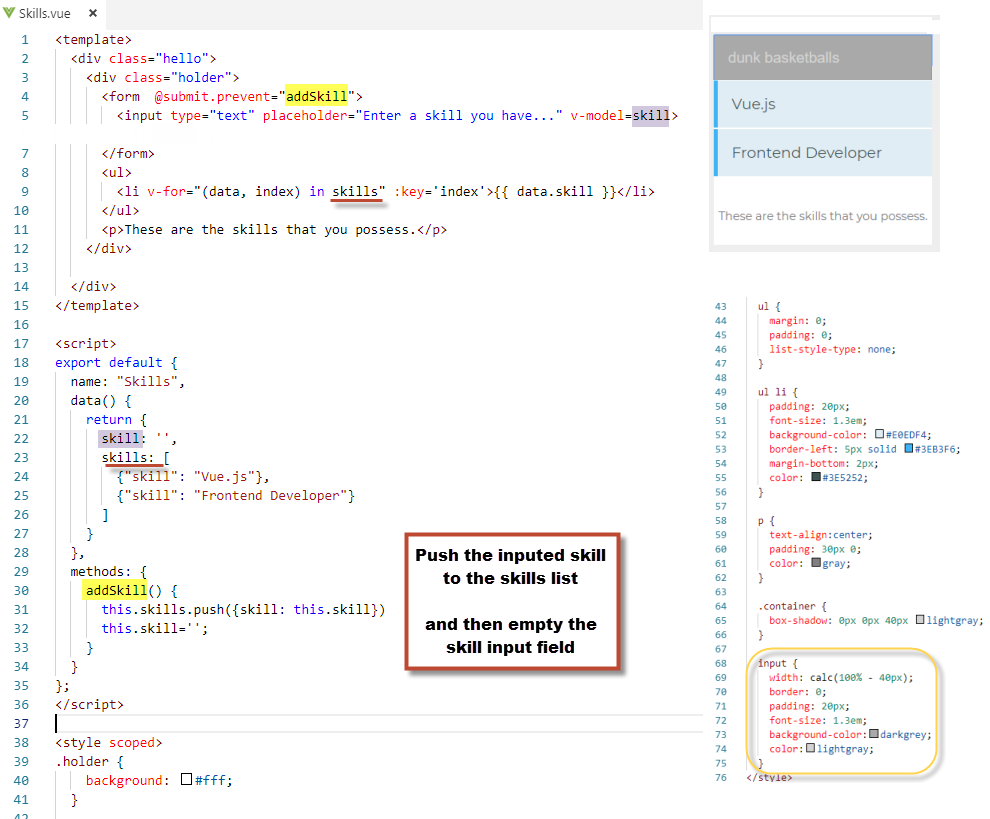 Skills.vue ×
1 <template>
2 <div class="hello">
3 <div class="holder">
4 <form @submit.prevent="addSkill">
5 <input type="text" placeholder="Enter a skill you have..." v-model=skill>
7 </form>
8 <ul>
9 <li v-for="(data, index) in skills" :key='index'>{{ data.skill }}</li>
10 </ul>
11 <p>These are the skills that you possess.</p>
12 </div>
13
14 </div>
15 </template>
16
17 <script>
18 export default {
19 name: "Skills",
20 data() {
21 return {
22 skill: '',
23 skills: [
24 {"skill": "Vue.js"},
25 {"skill": "Frontend Developer"}
26 ]
27 }
28 },
29 methods: {
30 addSkill() {
31 this.skills.push({skill: this.skill})
32 this.skill='';
33 }
34 }
35 };
36 </script>
37
38 <style scoped>
39 .holder {
40 background: #fff;
41 }
42
Push the inputed skill
to the skills list
and then empty the
skill input field
dunk basketballs
Vue.js
Frontend Developer
These are the skills that you possess.
43 ul {
44 margin: 0;
45 padding: 0;
46 list-style-type: none;
47 }
48
49 ul li {
50 padding: 20px;
51 font-size: 1.3em;
52 background-color: #E0EDF4;
53 border-left: 5px solid #3EB3F6;
54 margin-bottom: 2px;
55 color: #3E5252;
56 }
57
58 p {
59 text-align:center;
60 padding: 30px 0;
61 color: gray;
62 }
63
64 .container {
65 box-shadow: 0px 0px 40px lightgray;
66 }
67
68 input {
69 width: calc(100% - 40px);
70 border: 0;
71 padding: 20px;
72 font-size: 1.3em;
73 background-color: darkgrey;
74 color: lightgray;
75 }
76 </style>